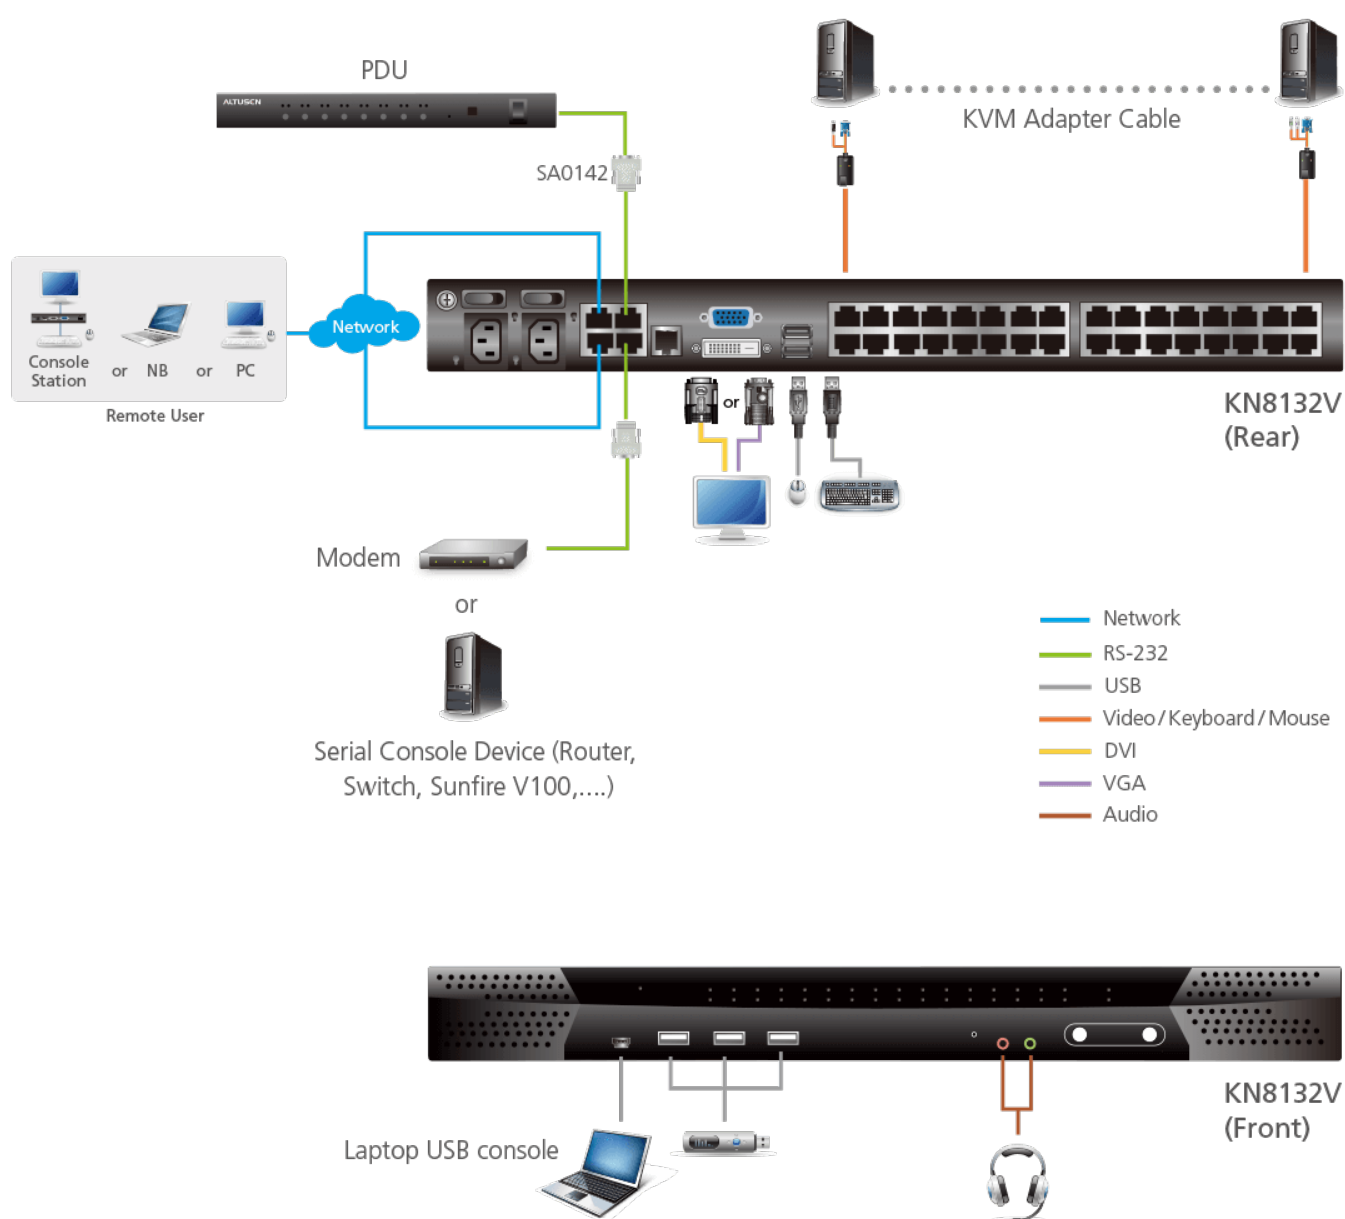 PDU
ALTUSCN
KVM Adapter Cable
SA0142
Network
Console
Station
or
NB
or
PC
Remote User
or
KN8132V
(Rear)
Modem
or
Serial Console Device (Router,
Switch, Sunfire V100,....)
Network
RS-232
USB
Video/Keyboard/Mouse
DVI
VGA
Audio
KN8132V
(Front)
Laptop USB console